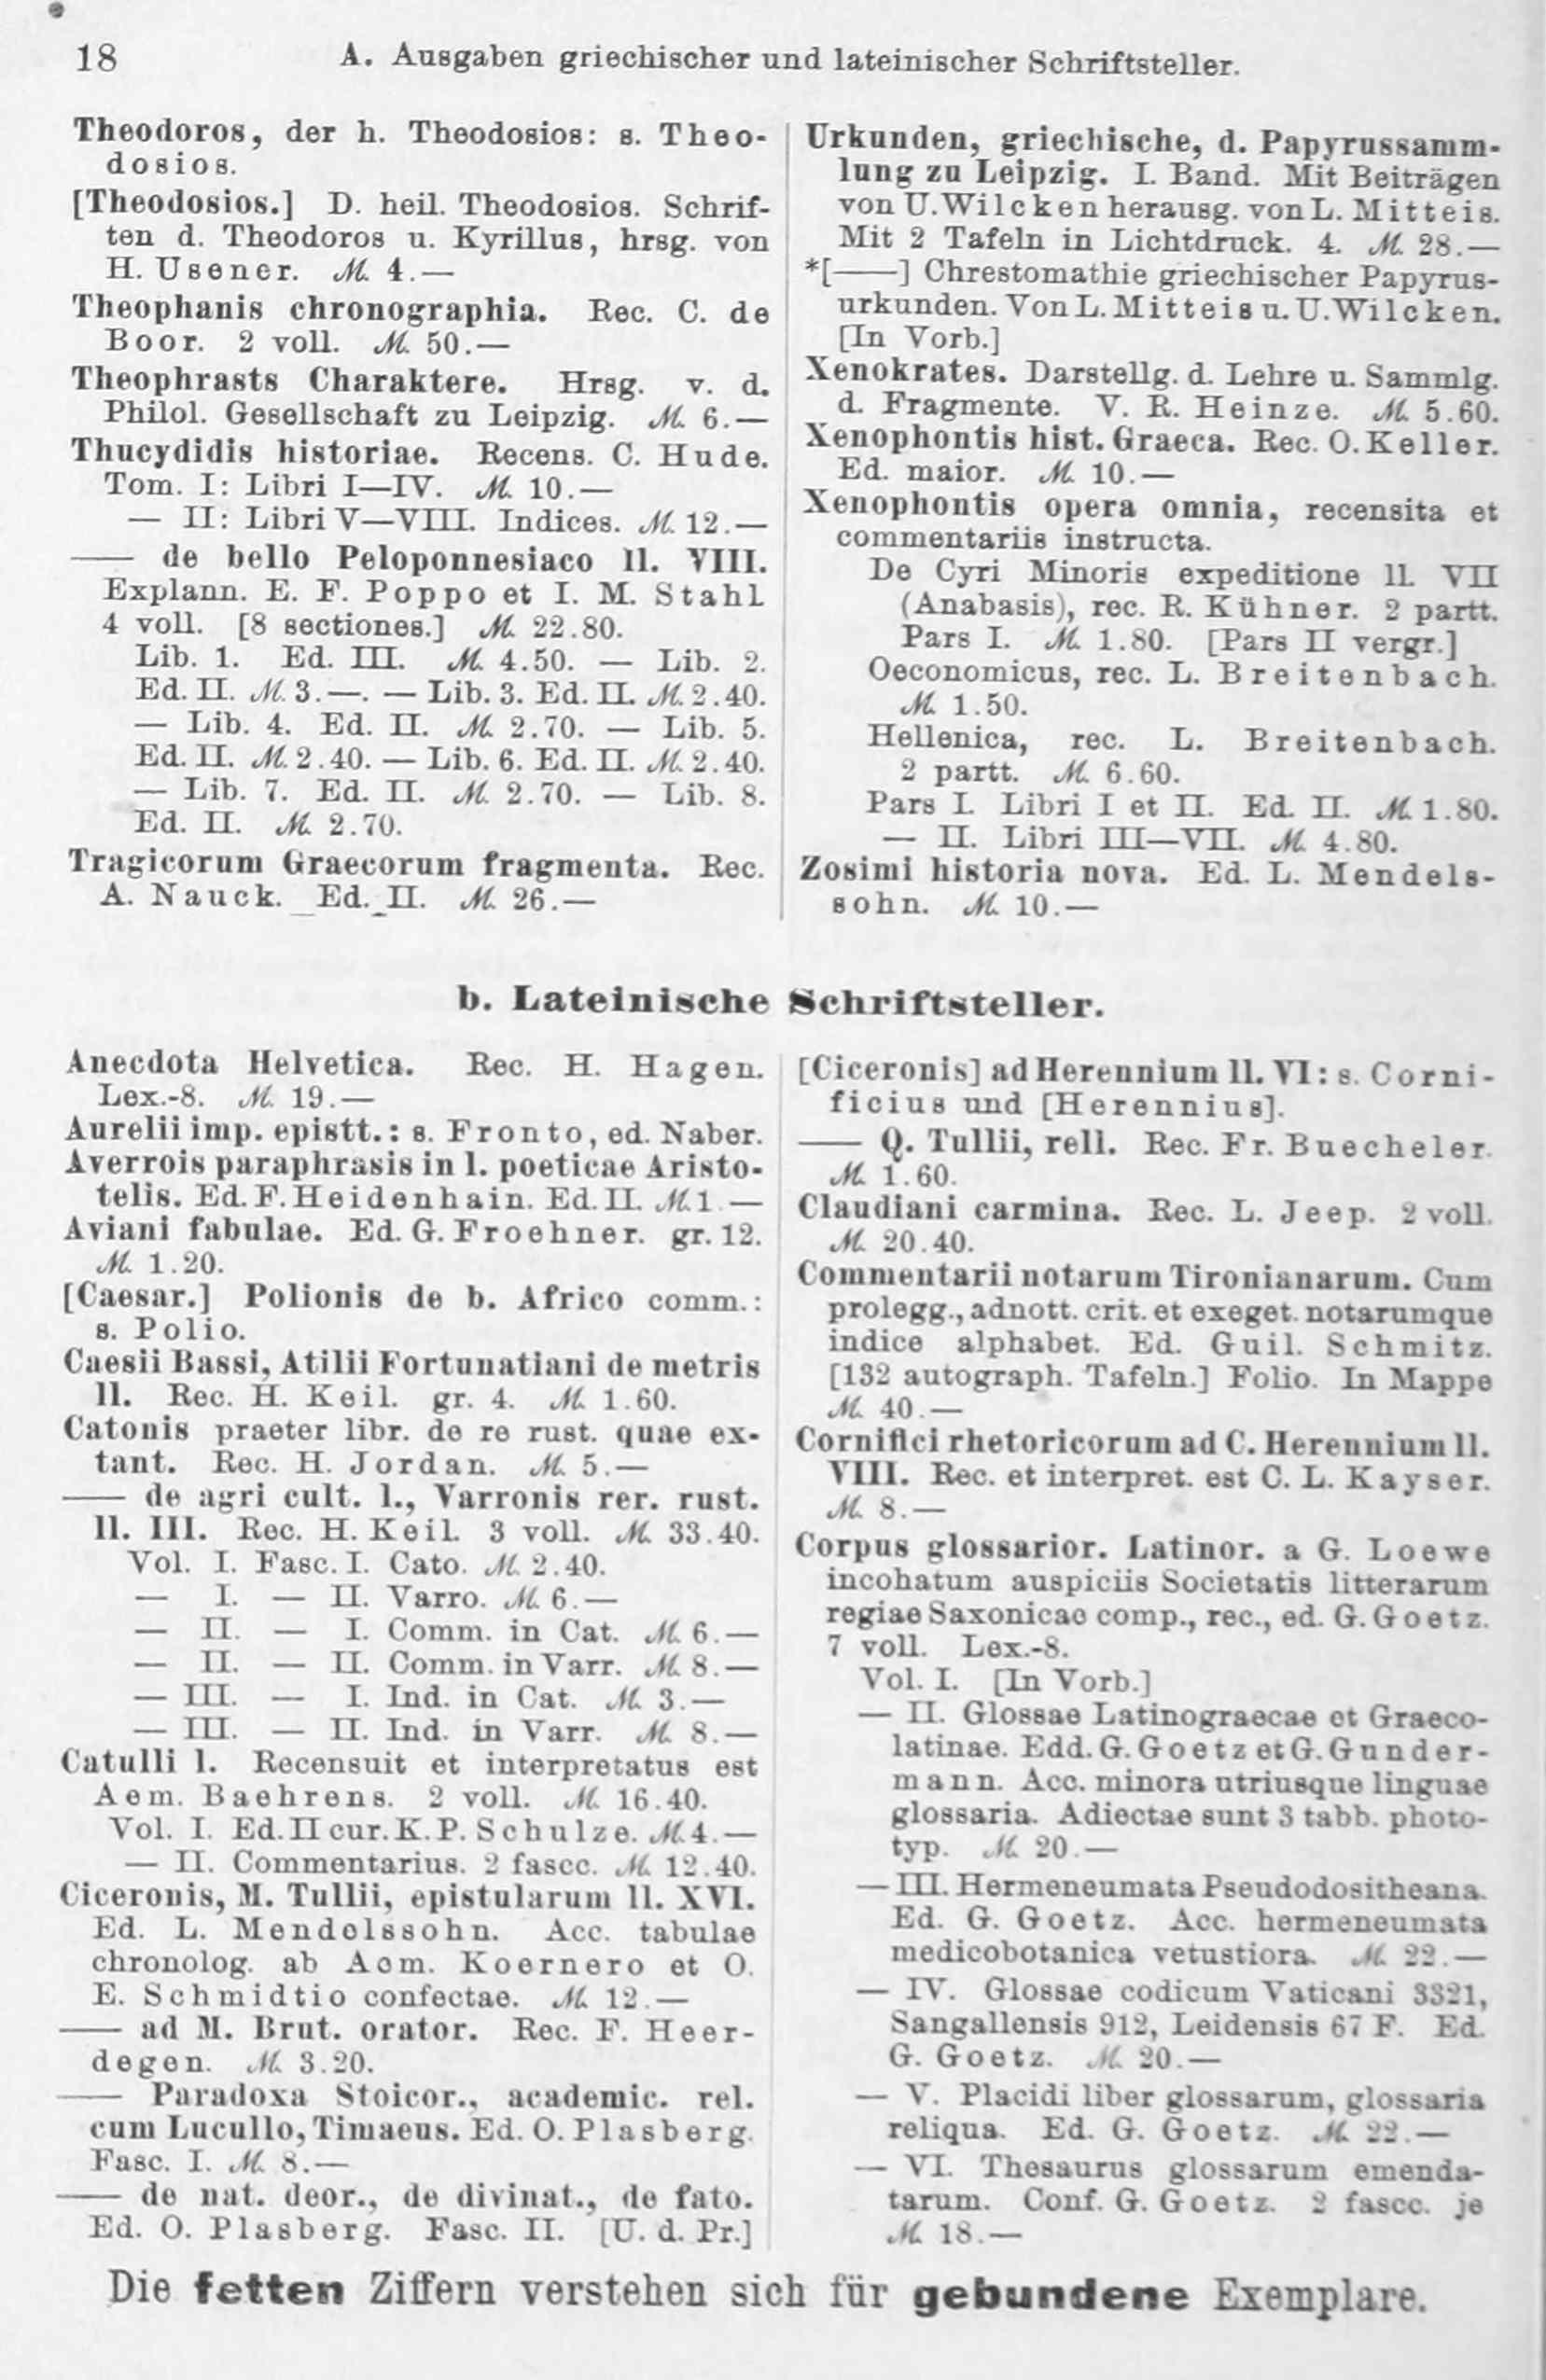 18 A. Ausgaben griechischer und lateinischer Schriftsteller.
Theodoros, der h. Theodosios: s. Theo-
dosios.
[Theodosios.] D. heil. Theodosios. Schrif-
ten d. Theodoros u. Kyrillus, hrsg. von
H. Usener. ℳ 4.—
Theophanis chronographia. Rec. C. de
Boor. 2 voll. ℳ 50.—
Theophrasts Charaktere. Hrsg. v. d.
Philol. Gesellschaft zu Leipzig. ℳ 6.—
Thucydidis historiae. Recens. C. Hude.
Tom. I: Libri I—IV. ℳ 10.—
— II: Libri V—VIII. Indices. ℳ 12.—
—— de bello Peloponnesiaco ll. VIII.
Explann. E. F. Poppo et I. M. Stahl.
4 voll. [8 sectiones.] ℳ 22.80.
Lib. 1. Ed. III. ℳ 4.50. — Lib. 2.
Ed. II. ℳ 3.—. — Lib. 3. Ed. II. ℳ 2.40.
— Lib. 4. Ed. II. ℳ 2.70. — Lib. 5.
Ed. II. ℳ 2.40. — Lib. 6. Ed. II. ℳ 2.40.
— Lib. 7. Ed. II. ℳ 2.70. — Lib. 8.
Ed. II. ℳ 2.70.
Tragicorum Graecorum fragmenta. Rec.
A. Nauck. Ed. II. ℳ 26.—
Urkunden, griechische, d. Papyrussamm-
lung zu Leipzig. I. Band. Mit Beiträgen
von U. Wilcken herausg. von L. Mitteis.
Mit 2 Tafeln in Lichtdruck. 4. ℳ 28.—
*[——] Chrestomathie griechischer Papyrus-
urkunden. Von L. Mitteis u. U. Wilcken.
[In Vorb.]
Xenokrates. Darstellg. d. Lehre u. Sammlg.
d. Fragmente. V. R. Heinze. ℳ 5.60.
Xenophontis hist. Graeca. Rec. O. Keller.
Ed. maior. ℳ 10.—
Xenophontis opera omnia, recensita et
commentariis instructa.
De Cyri Minoris expeditione ll. VII
(Anabasis), rec. R. Kühner. 2 partt.
Pars I. ℳ 1.80. [Pars II vergr.]
Oeconomicus, rec. L. Breitenbach.
ℳ 1.50.
Hellenica, rec. L. Breitenbach.
2 partt. ℳ 6.60.
Pars I. Libri I et II. Ed. II. ℳ 1.80.
— II. Libri III—VII. ℳ 4.80.
Zosimi historia nova. Ed. L. Mendels-
sohn. ℳ 10.—
b. Lateinische Schriftsteller.
Anecdota Helvetica. Rec. H. Hagen.
Lex.-8. ℳ 19.—
Aurelii imp. epistt.: s. Fronto, ed. Naber.
Averrois paraphrasis in l. poeticae Aristo-
telis. Ed. F. Heidenhain. Ed. II. ℳ 1.—
Aviani fabulae. Ed. G. Froehner. gr. 12.
ℳ 1.20.
[Caesar.] Polionis de b. Africo comm.:
s. Polio.
Caesii Bassi, Atilii Fortunatiani de metris
ll. Rec. H. Keil. gr. 4. ℳ 1.60.
Catonis praeter libr. de re rust. quae ex-
tant. Rec. H. Jordan. ℳ 5.—
—— de agri cult. l., Varronis rer. rust.
ll. III. Rec. H. Keil. 3 voll. ℳ 33.40.
Vol. I. Fasc. I. Cato. ℳ 2.40.
— I. — II. Varro. ℳ 6.—
— II. — I. Comm. in Cat. ℳ 6.—
— II. — II. Comm. in Varr. ℳ 8.—
— III. — I. Ind. in Cat. ℳ 3.—
— III. — II. Ind. in Varr. ℳ 8.—
Catulli l. Recensuit et interpretatus est
Aem. Baehrens. 2 voll. ℳ 16.40.
Vol. I. Ed. II cur. K. P. Schulze. ℳ 4.—
— II. Commentarius. 2 fascc. ℳ 12.40.
Ciceronis, M. Tullii, epistularum ll. XVI.
Ed. L. Mendelssohn. Acc. tabulae
chronolog. ab Aem. Koernero et O.
E. Schmidtio confectae. ℳ 12.—
—— ad M. Brut. orator. Rec. F. Heer-
degen. ℳ 3.20.
—— Paradoxa Stoicor., academic. rel.
cum Lucullo, Timaeus. Ed. O. Plasberg.
Fasc. I. ℳ 8.—
—— de nat. deor., de divinat., de fato.
Ed. O. Plasberg. Fasc. II. [U. d. Pr.]
[Ciceronis] ad Herennium ll. VI: s. Corni-
ficius und [Herennius].
—— Q. Tullii, rell. Rec. Fr. Buecheler.
ℳ 1.60.
Claudiani carmina. Rec. L. Jeep. 2 voll.
ℳ 20.40.
Commentarii notarum Tironianarum. Cum
prolegg., adnott. crit. et exeget. notarumque
indice alphabet. Ed. Guil. Schmitz.
[132 autograph. Tafeln.] Folio. In Mappe
ℳ 40.—
Cornifici rhetoricorum ad C. Herennium ll.
VIII. Rec. et interpret. est C. L. Kayser.
ℳ 8.—
Corpus glossarior. Latinor. a G. Loewe
incohatum auspiciis Societatis litterarum
regiae Saxonicae comp., rec., ed. G. Goetz.
7 voll. Lex.-8.
Vol. I. [In Vorb.]
— II. Glossae Latinograecae et Graeco-
latinae. Edd. G. Goetz et G. Gunder-
mann. Acc. minora utriusque linguae
glossaria. Adiectae sunt 3 tabb. photo-
typ. ℳ 20.—
— III. Hermeneumata Pseudodositheana.
Ed. G. Goetz. Acc. hermeneumata
medicobotanica vetustiora. ℳ 22.—
— IV. Glossae codicum Vaticani 3321,
Sangallensis 912, Leidensis 67 F. Ed.
G. Goetz. ℳ 20.—
— V. Placidi liber glossarum, glossaria
reliqua. Ed. G. Goetz. ℳ 22.—
— VI. Thesaurus glossarum emenda-
tarum. Conf. G. Goetz. 2 fascc. je
ℳ 18.—
Die fetten Ziffern verstehen sich für gebundene Exemplare.